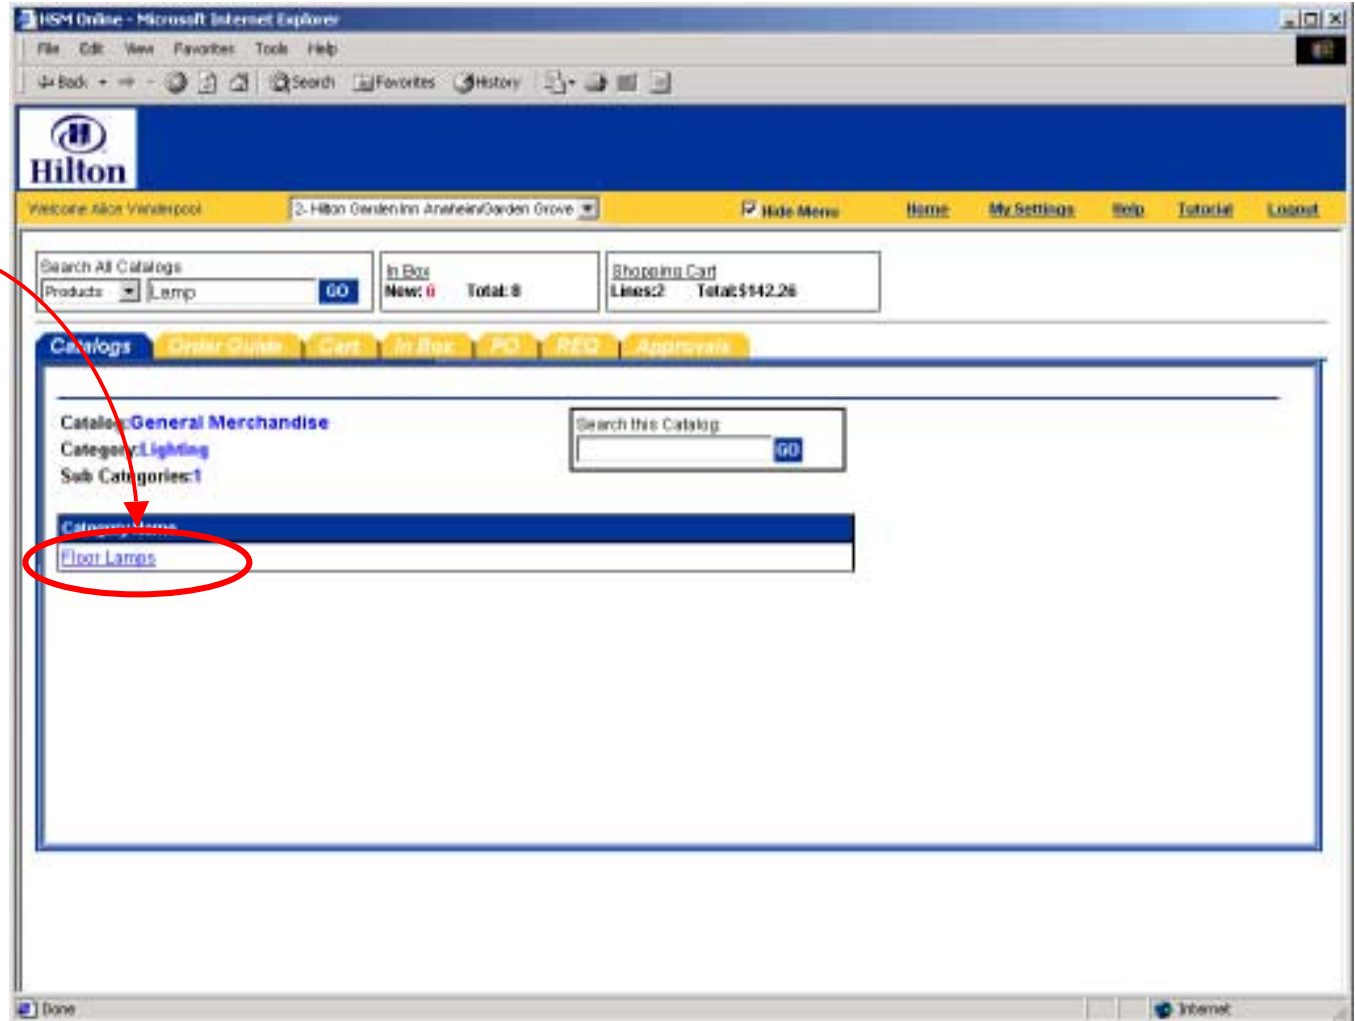 HSM Online - Microsoft Internet Explorer
File Edit View Favorites Tools Help
Back Search Favorites History
Hilton
Welcome Alice Vanderpool 2- Hilton Garden Inn Anaheim/Garden Grove Hide Menu Home My Settings Help Tutorial Logout
Search All Catalogs
Products Lamp GO
In Box
New: 6 Total: 8
Shopping Cart
Lines:2 Total:$142.26
Catalogs Order Guide Cart In Box PO REQ Approvals
Catalog:General Merchandise
Category:Lighting
Sub Categories:1
Search this Catalog:
GO
Category Name
Floor Lamps
Done Internet